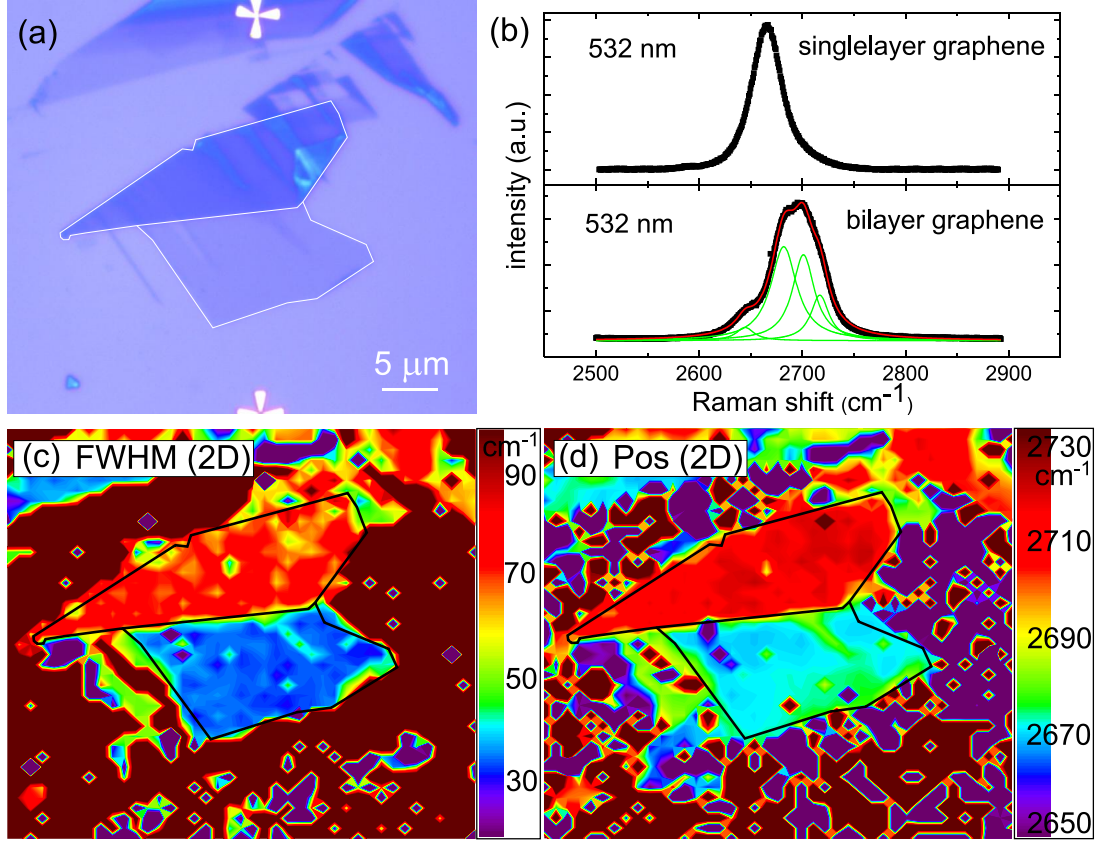 (a)
5 μm
(b)
532 nm
singlelayer graphene
532 nm
bilayer graphene
intensity (a.u.)
2500
2600
2700
2800
2900
Raman shift (cm⁻¹)
(c) FWHM (2D)
cm⁻¹
90
70
50
30
(d) Pos (2D)
2730
cm⁻¹
2710
2690
2670
2650